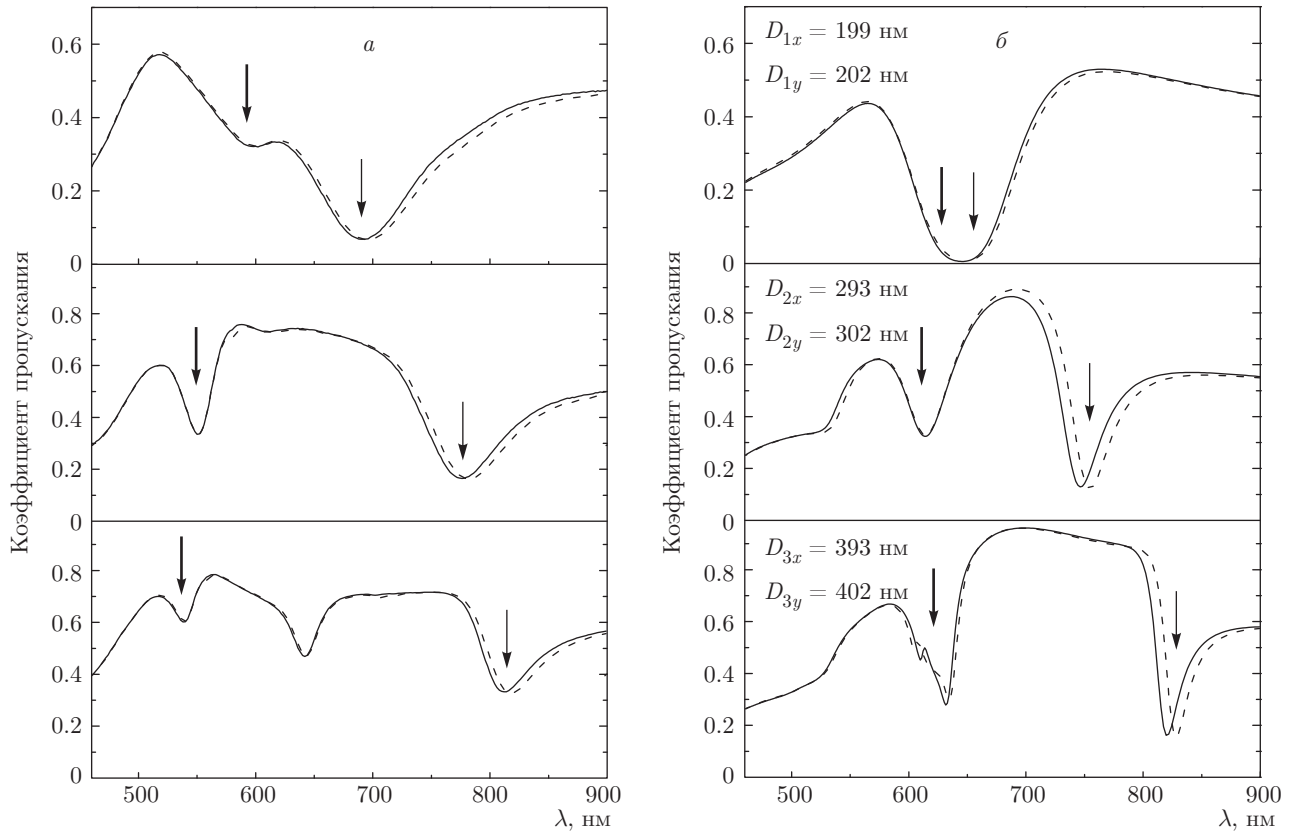 а
0.6
0.4
0.2
0
0.8
0.6
0.4
0.2
0
0.8
0.6
0.4
0.2
0
500 600 700 800 900
λ, нм
Коэффициент пропускания
б
D1x = 199 нм
D1y = 202 нм
0.6
0.4
0.2
0
D2x = 293 нм
D2y = 302 нм
0.8
0.6
0.4
0.2
0
D3x = 393 нм
D3y = 402 нм
0.8
0.6
0.4
0.2
0
500 600 700 800 900
λ, нм
Коэффициент пропускания